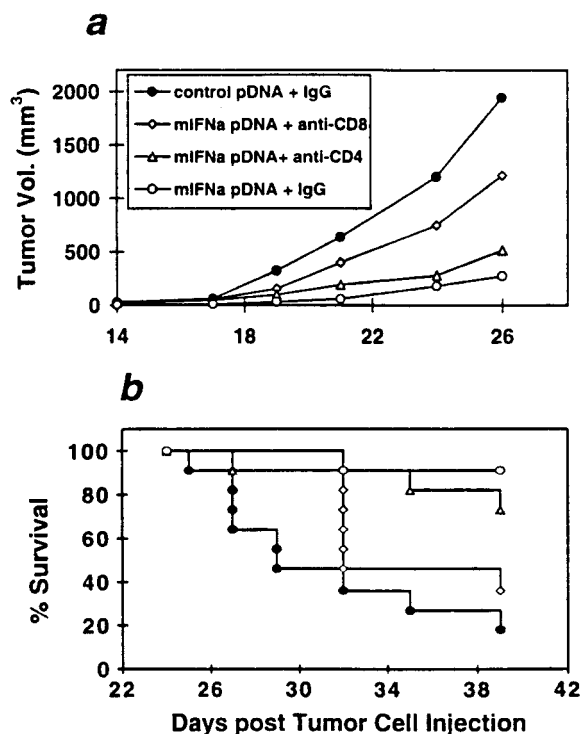 a
Tumor Vol. (mm³)
2000
1500
1000
500
0
control pDNA + IgG
mIFNa pDNA + anti-CD8
mIFNa pDNA+ anti-CD4
mIFNa pDNA + IgG
14
18
22
26
b
% Survival
100
80
60
40
20
0
22
26
30
34
38
42
Days post Tumor Cell Injection